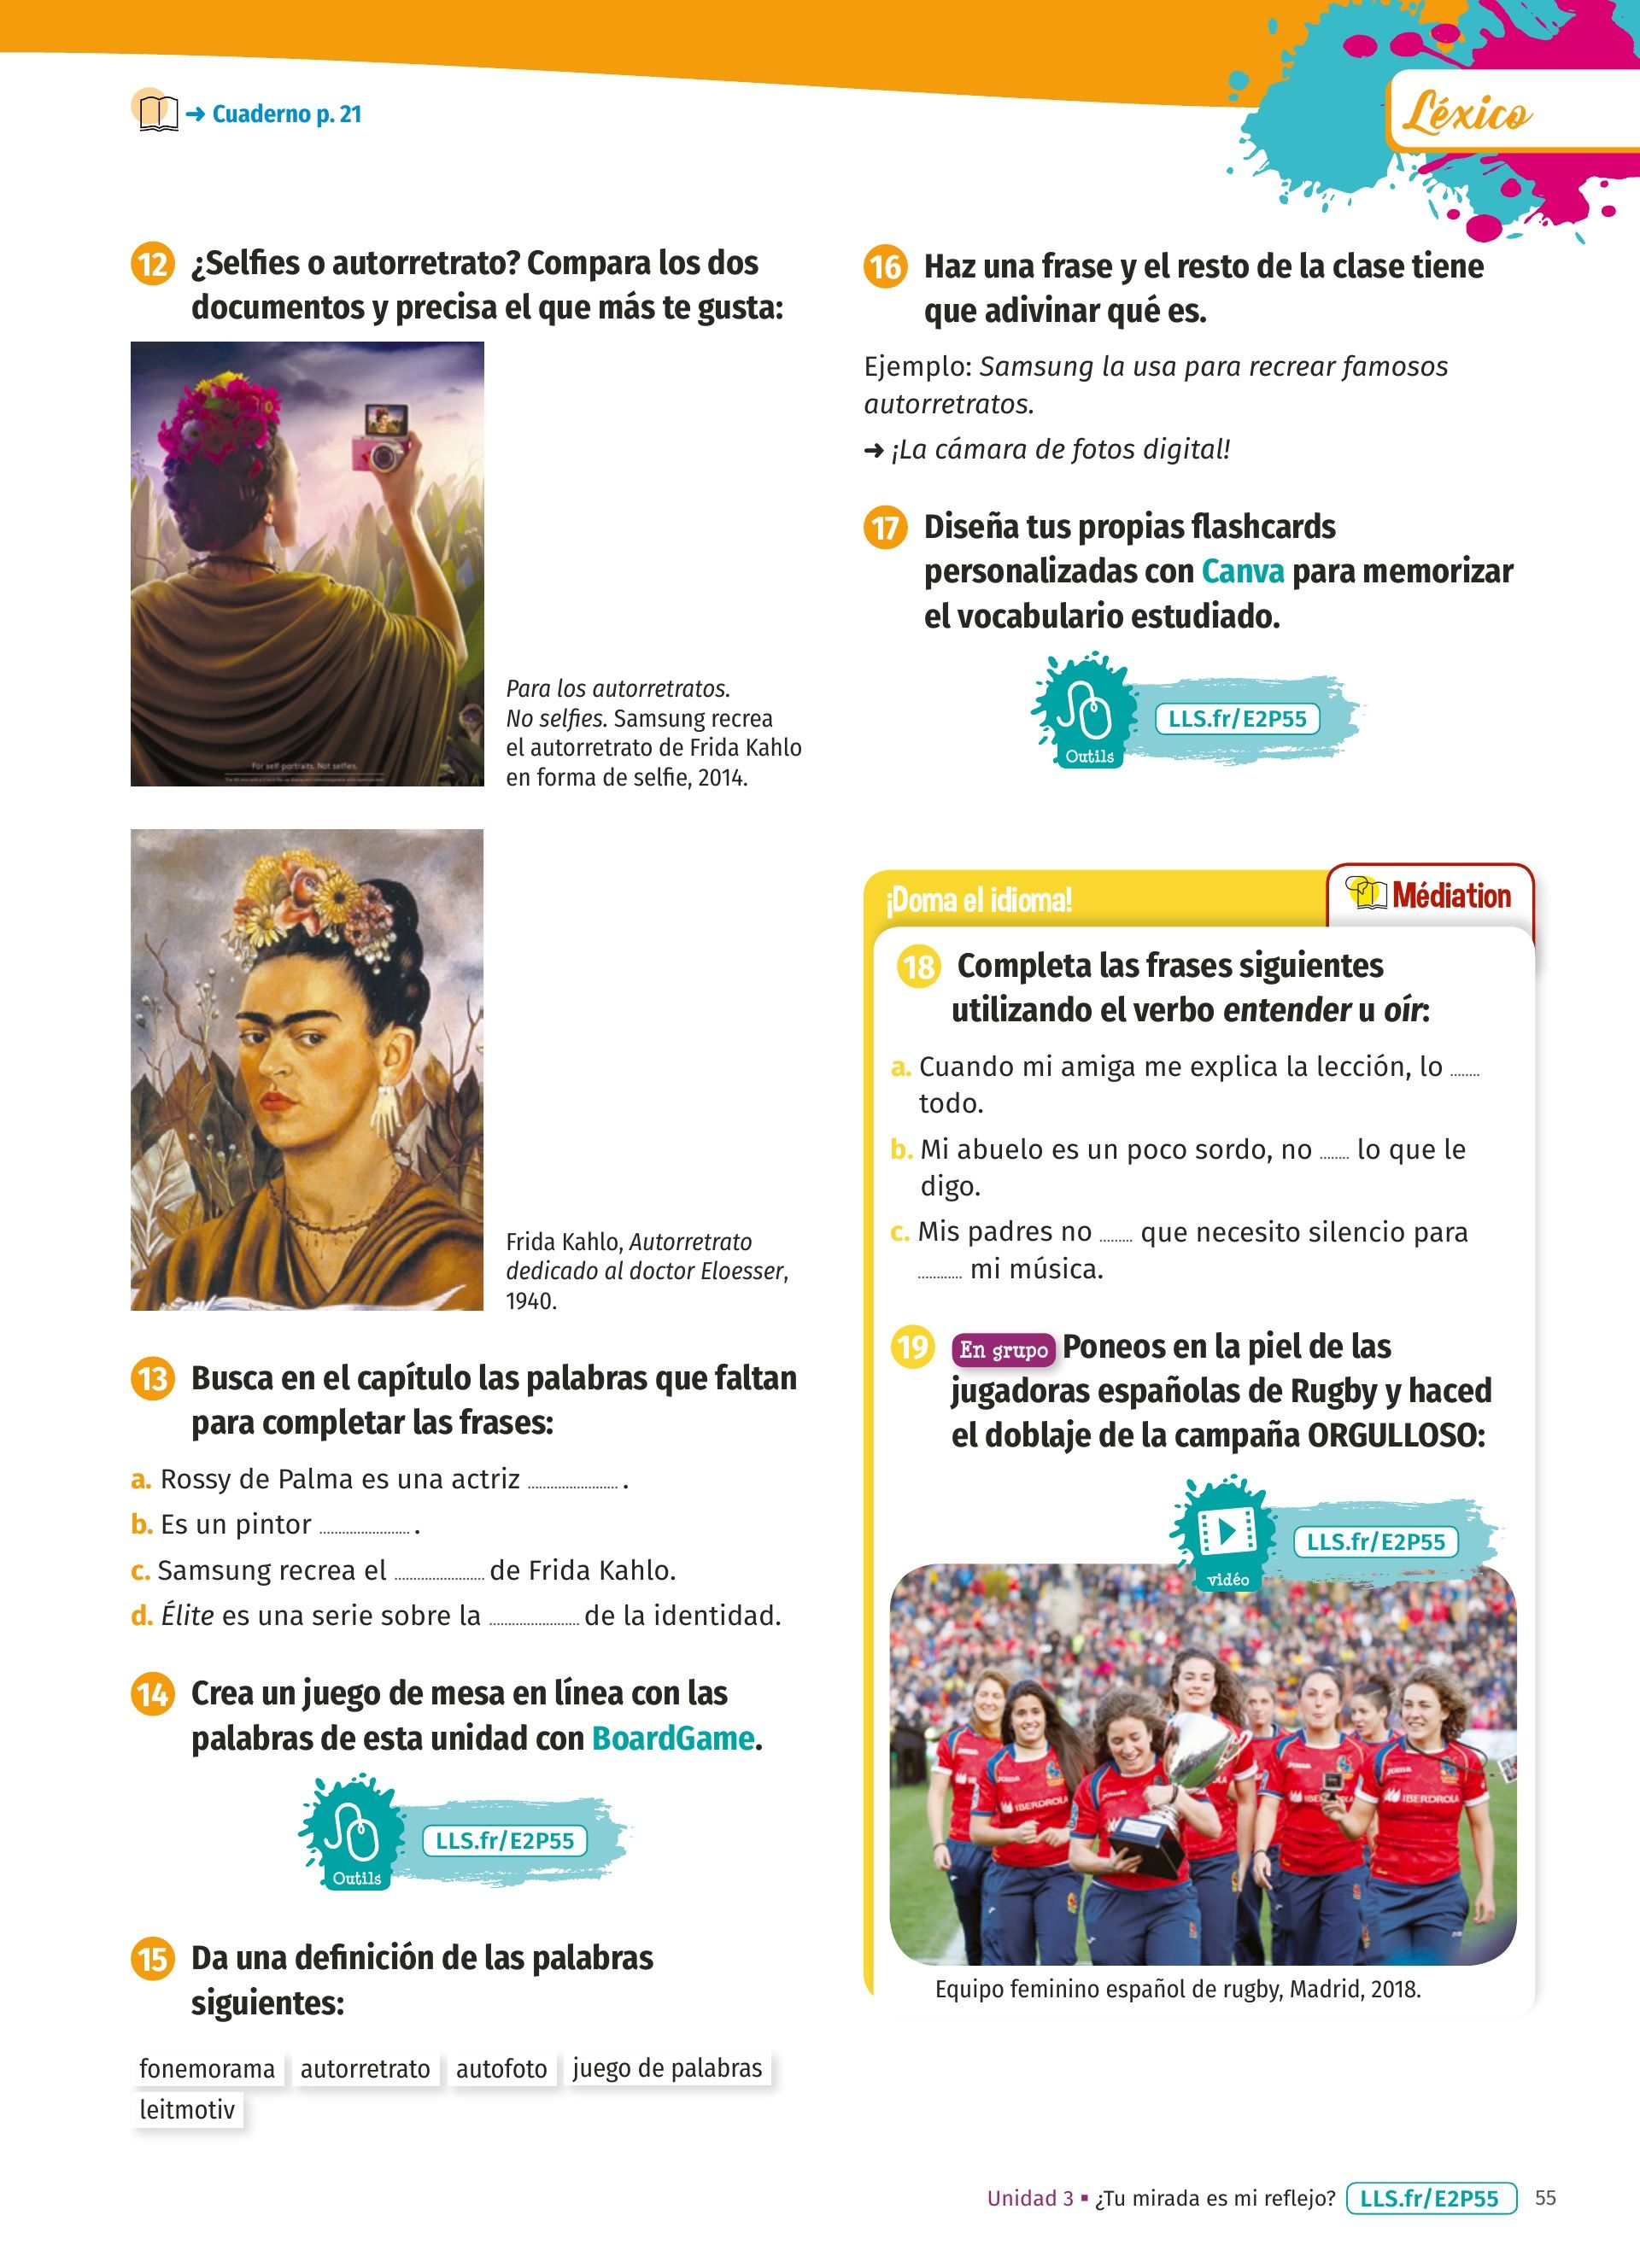 ➜ Cuaderno p. 21
Léxico
12 ¿Selfies o autorretrato? Compara los dos
documentos y precisa el que más te gusta:
For self-portraits. Not selfies.
Para los autorretratos.
No selfies. Samsung recrea
el autorretrato de Frida Kahlo
en forma de selfie, 2014.
Frida Kahlo, Autorretrato
dedicado al doctor Eloesser,
1940.
13 Busca en el capítulo las palabras que faltan
para completar las frases:
a. Rossy de Palma es una actriz ....................... .
b. Es un pintor ....................... .
c. Samsung recrea el ....................... de Frida Kahlo.
d. Élite es una serie sobre la ....................... de la identidad.
14 Crea un juego de mesa en línea con las
palabras de esta unidad con BoardGame.
Outils
LLS.fr/E2P55
15 Da una definición de las palabras
siguientes:
fonemorama autorretrato autofoto juego de palabras
leitmotiv
16 Haz una frase y el resto de la clase tiene
que adivinar qué es.
Ejemplo: Samsung la usa para recrear famosos
autorretratos.
➜ ¡La cámara de fotos digital!
17 Diseña tus propias flashcards
personalizadas con Canva para memorizar
el vocabulario estudiado.
Outils
LLS.fr/E2P55
¡Doma el idioma!
Médiation
18 Completa las frases siguientes
utilizando el verbo entender u oír:
a. Cuando mi amiga me explica la lección, lo ........
todo.
b. Mi abuelo es un poco sordo, no ........ lo que le
digo.
c. Mis padres no ......... que necesito silencio para
............ mi música.
19 En grupo Poneos en la piel de las
jugadoras españolas de Rugby y haced
el doblaje de la campaña ORGULLOSO:
vidéo
LLS.fr/E2P55
IBERDROLA
IBERDROLA
Equipo feminino español de rugby, Madrid, 2018.
Unidad 3 ▪ ¿Tu mirada es mi reflejo? LLS.fr/E2P55 55